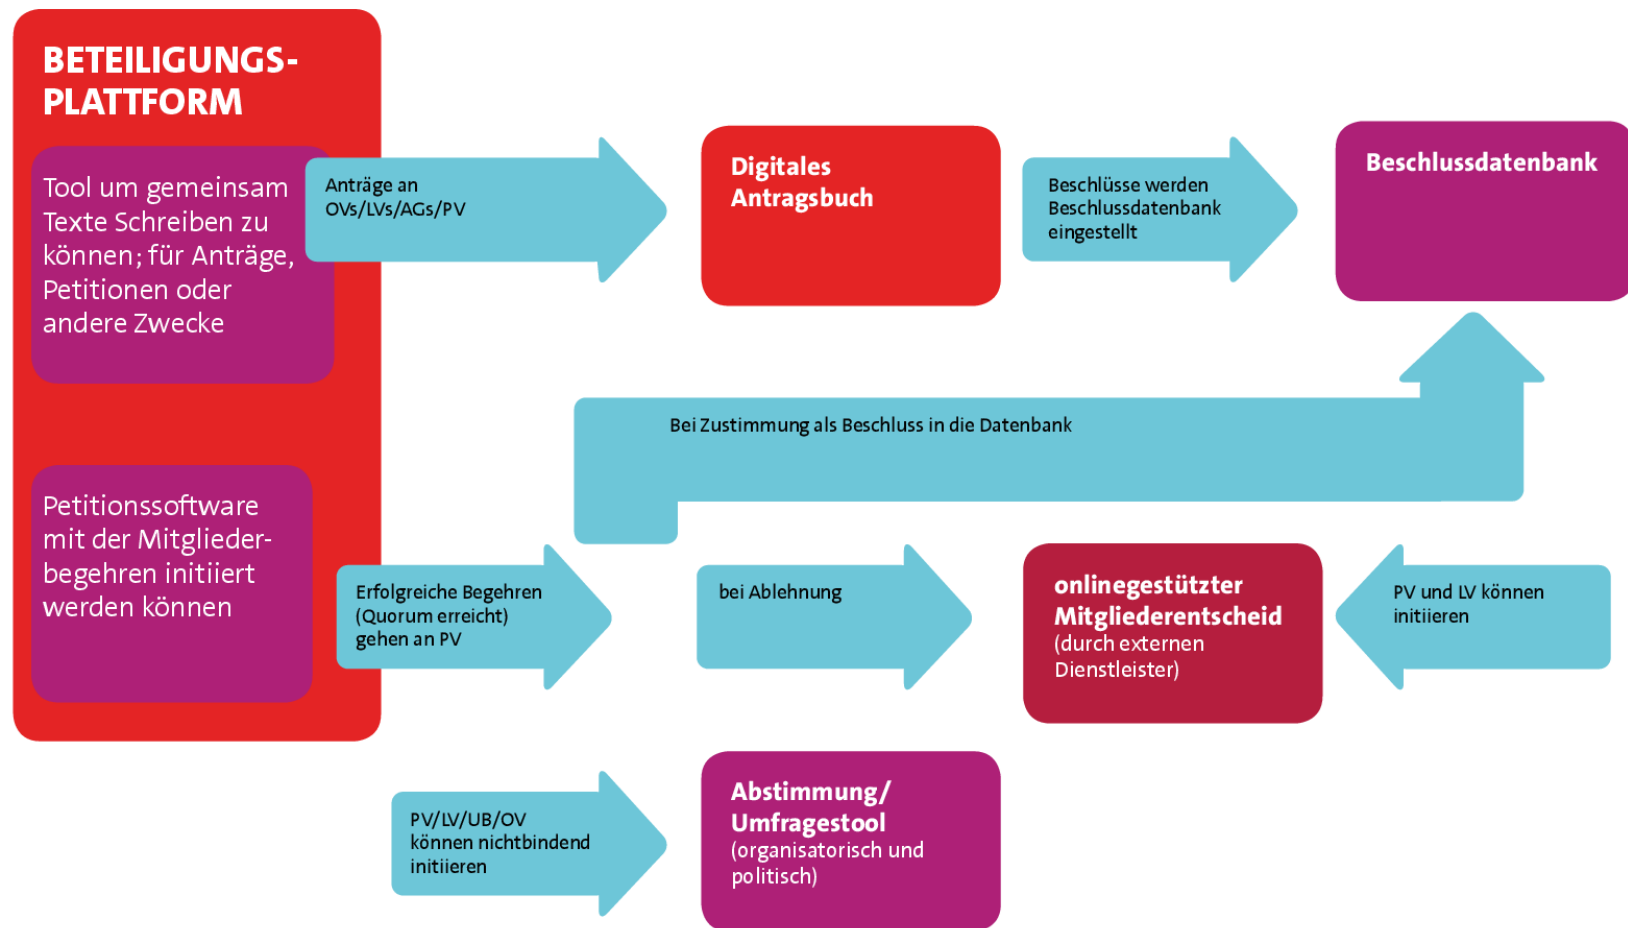 BETEILIGUNGS-
PLATTFORM
Tool um gemeinsam
Texte Schreiben zu
können; für Anträge,
Petitionen oder
andere Zwecke
Anträge an
OVs/LVs/AGs/PV
Digitales
Antragsbuch
Beschlüsse werden
Beschlussdatenbank
eingestellt
Beschlussdatenbank
Bei Zustimmung als Beschluss in die Datenbank
Petitionssoftware
mit der Mitglieder-
begehren initiiert
werden können
Erfolgreiche Begehren
(Quorum erreicht)
gehen an PV
bei Ablehnung
onlinegestützter
Mitgliederentscheid
(durch externen
Dienstleister)
PV und LV können
initiieren
PV/LV/UB/OV
können nichtbindend
initiieren
Abstimmung/
Umfragestool
(organisatorisch und
politisch)